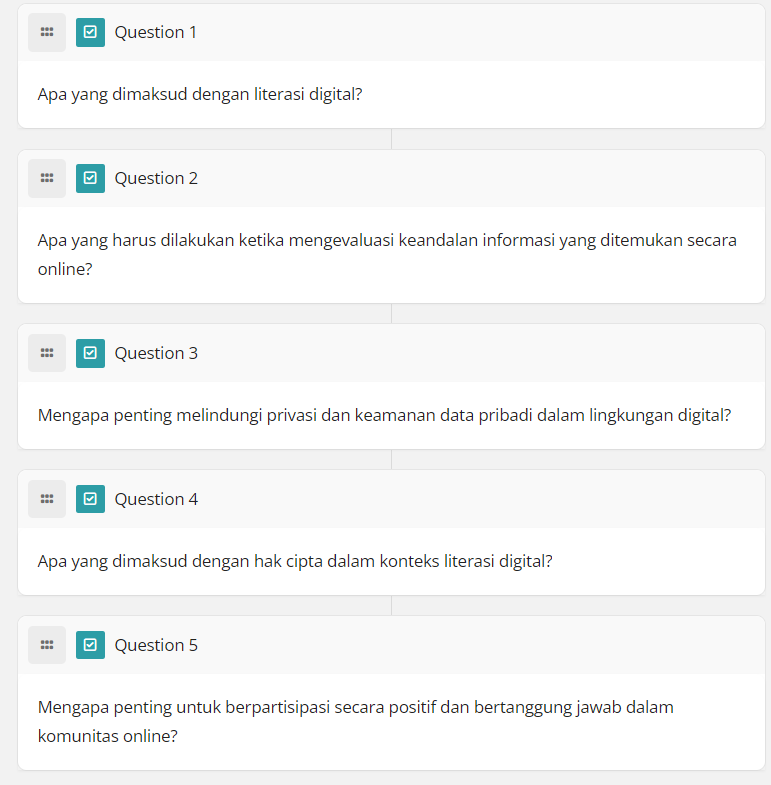 Question 1
Apa yang dimaksud dengan literasi digital?
Question 2
Apa yang harus dilakukan ketika mengevaluasi keandalan informasi yang ditemukan secara
online?
Question 3
Mengapa penting melindungi privasi dan keamanan data pribadi dalam lingkungan digital?
Question 4
Apa yang dimaksud dengan hak cipta dalam konteks literasi digital?
Question 5
Mengapa penting untuk berpartisipasi secara positif dan bertanggung jawab dalam
komunitas online?